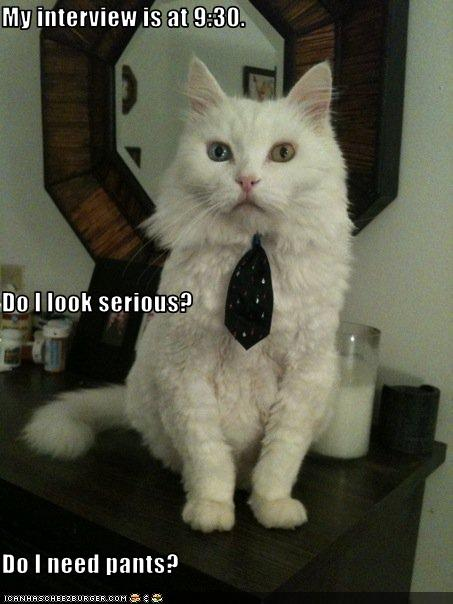 My interview is at 9:30.
Do I look serious?
Do I need pants?
ICANHASCHEEZBURGER.COM